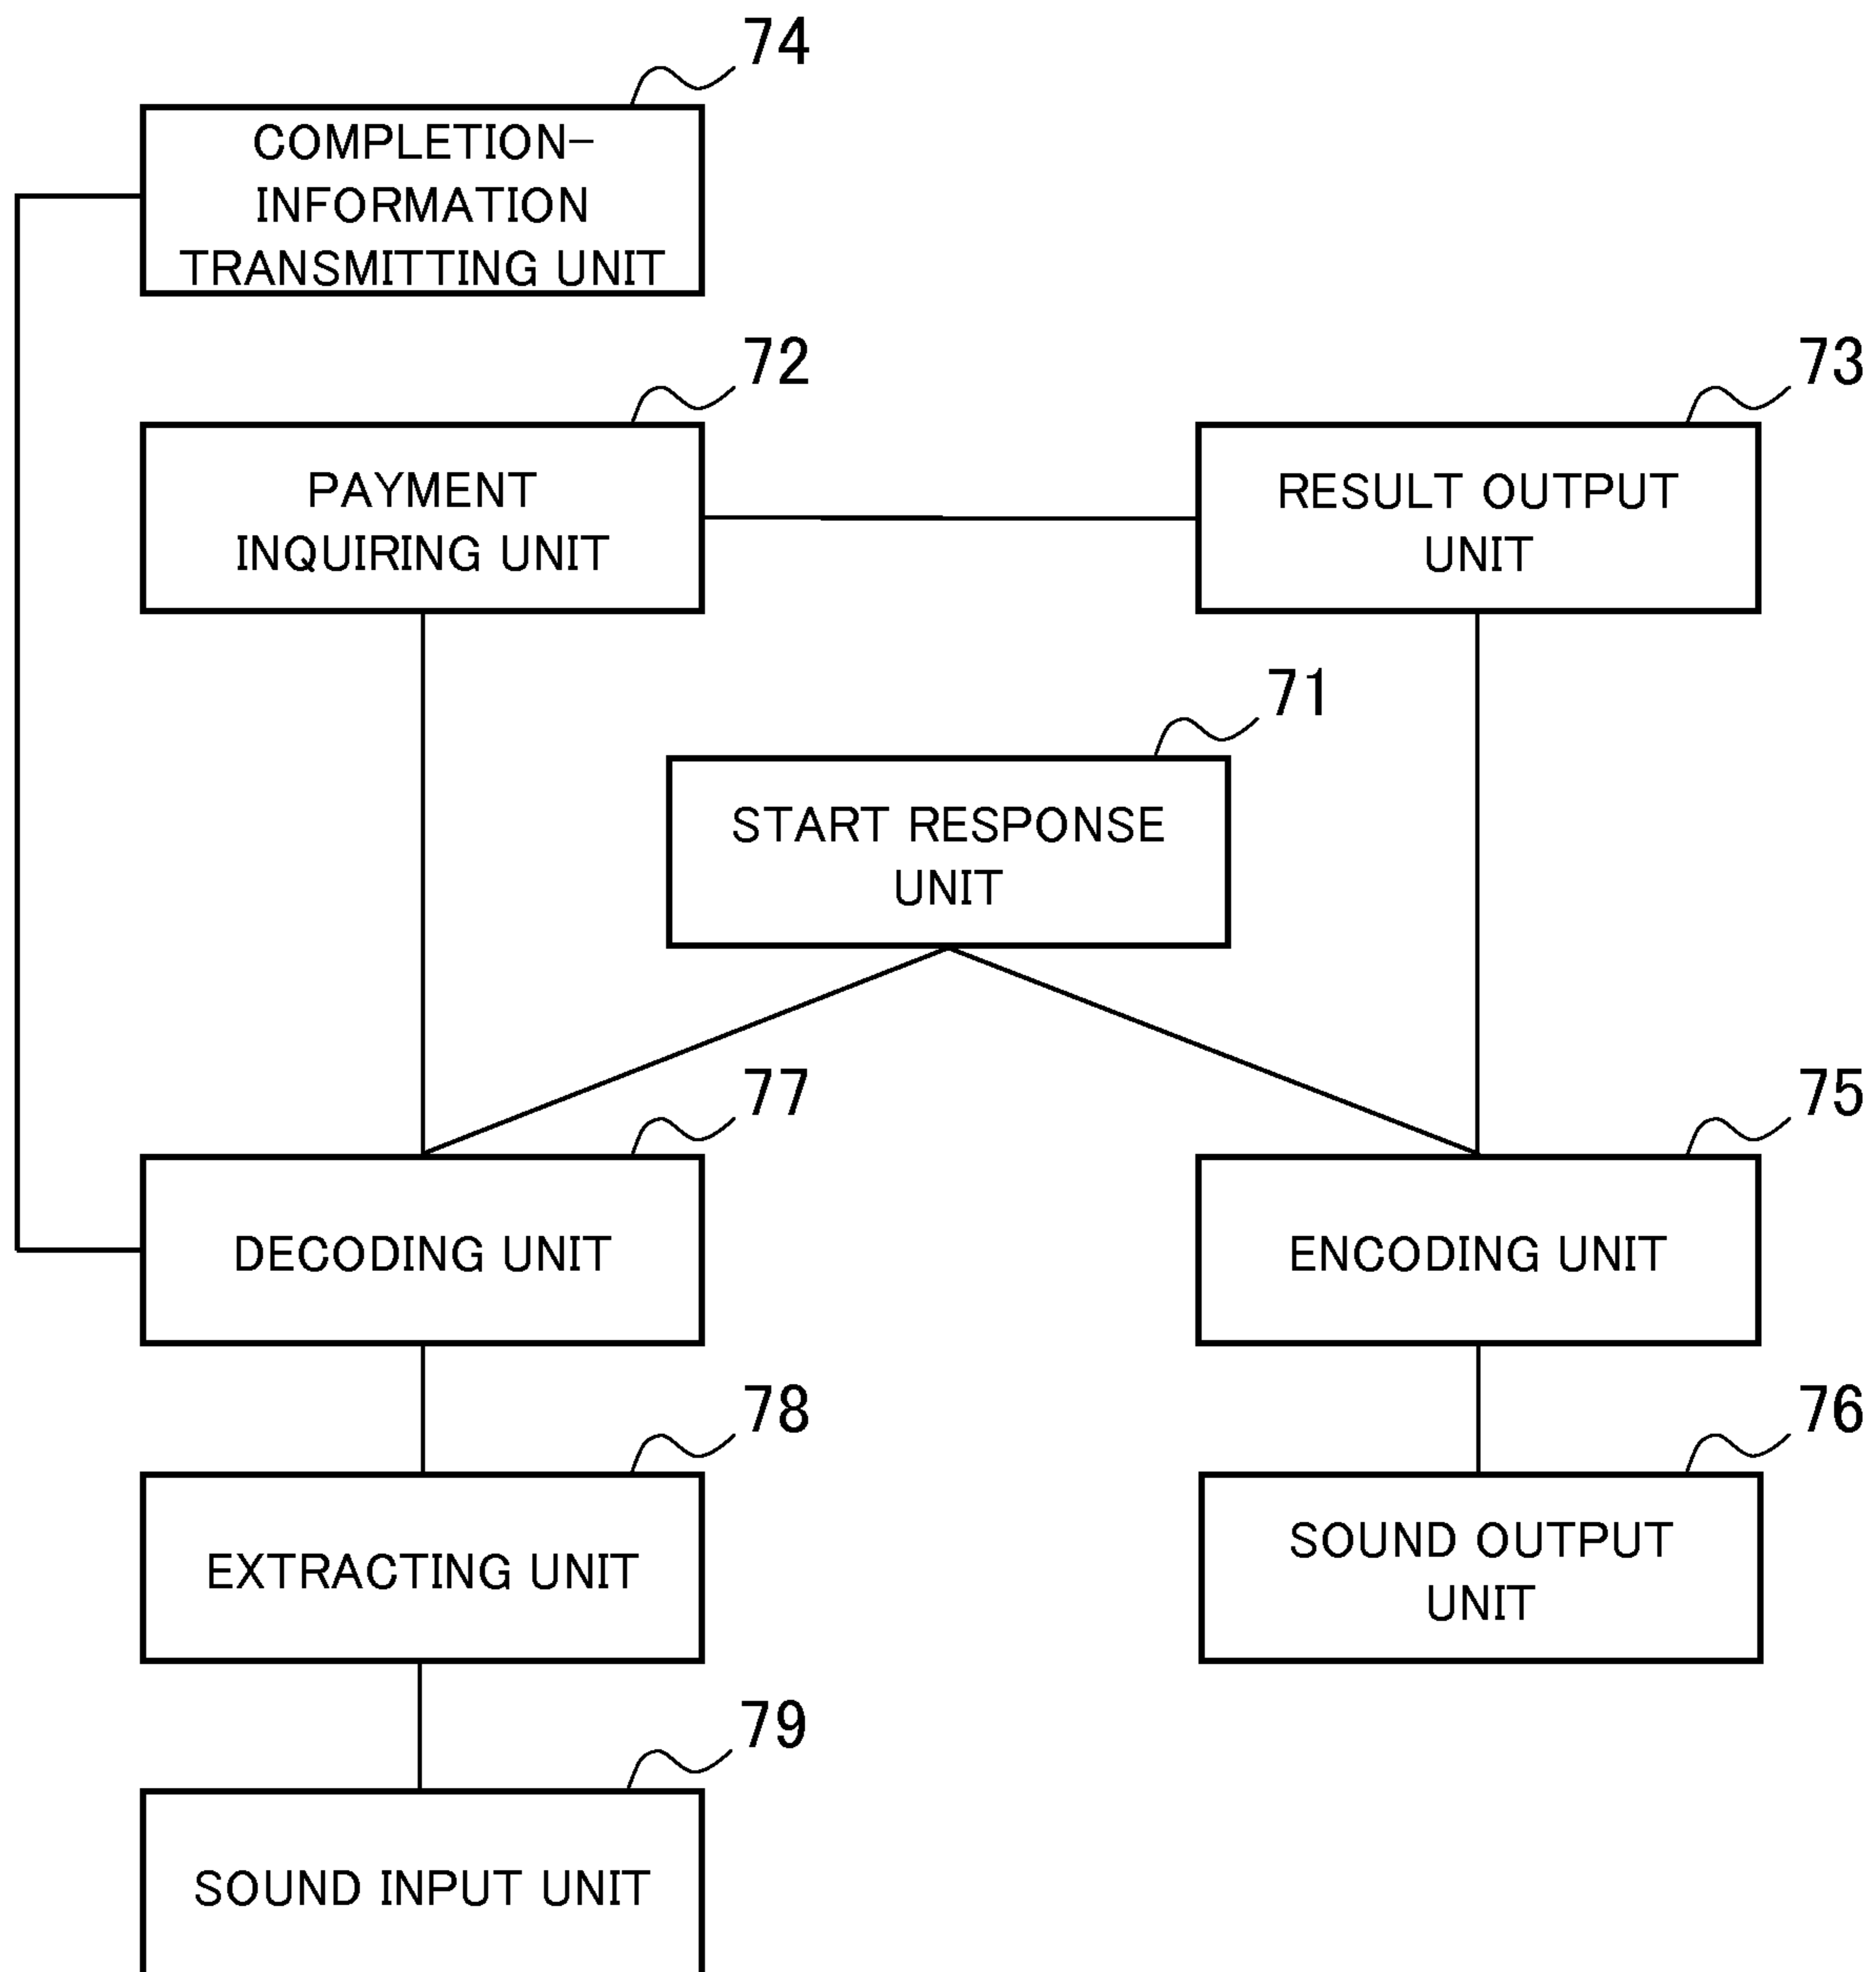 74
COMPLETION-
INFORMATION
TRANSMITTING UNIT
72
PAYMENT
INQUIRING UNIT
73
RESULT OUTPUT
UNIT
71
START RESPONSE
UNIT
77
DECODING UNIT
75
ENCODING UNIT
78
EXTRACTING UNIT
76
SOUND OUTPUT
UNIT
79
SOUND INPUT UNIT